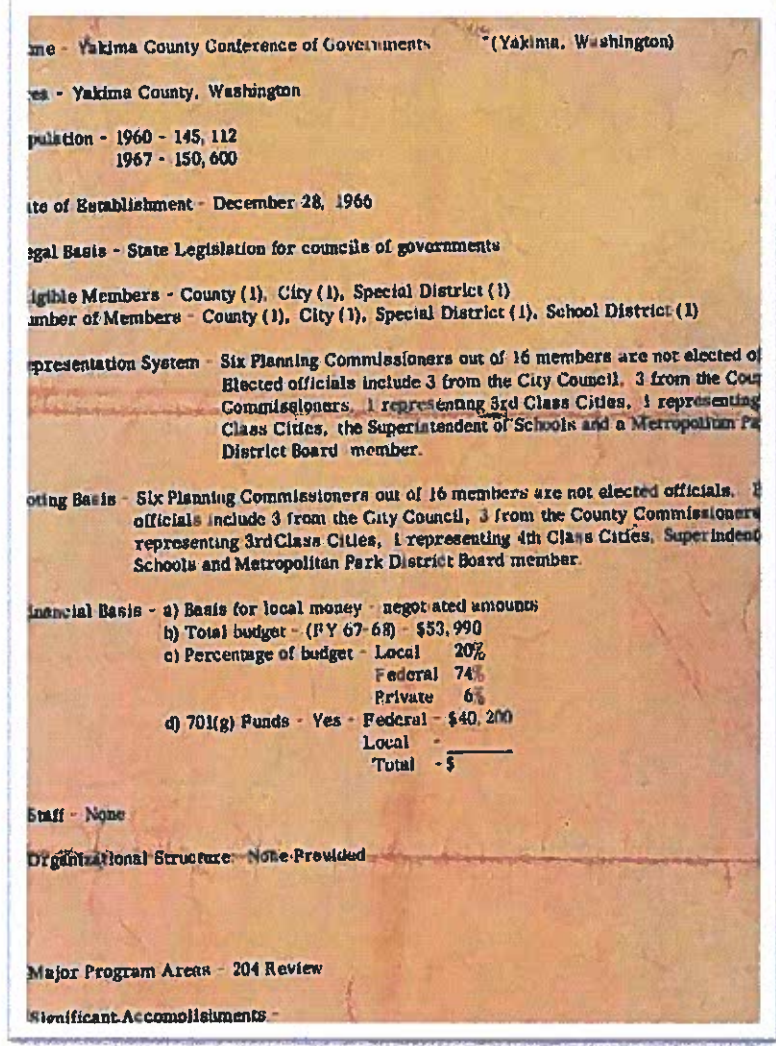 me - Yakima County Conference of Governments *(Yakima, Washington)
ea - Yakima County, Washington
pulation - 1960 - 145, 112
1967 - 150, 600
te of Establishment - December 28, 1966
egal Basis - State Legislation for councils of governments
igible Members - County (1), City (1), Special District (1)
umber of Members - County (1), City (1), Special District (1), School District (1)
epresentation System - Six Planning Commissioners out of 16 members are not elected of
Elected officials include 3 from the City Council, 3 from the Coun
Commissioners, 1 representing 3rd Class Cities, 1 representing
Class Cities, the Superintendent of Schools and a Metropolitan Pa
District Board member.
oting Basis - Six Planning Commissioners out of 16 members are not elected officials. E
officials include 3 from the City Council, 3 from the County Commissioners
representing 3rd Class Cities, 1 representing 4th Class Cities, Superindent
Schools and Metropolitan Park District Board member.
inancial Basis - a) Basis for local money - negotiated amounts
b) Total budget - (FY 67-68) - $53, 990
c) Percentage of budget - Local 20%
Federal 74%
Private 6%
d) 701(g) Funds - Yes - Federal - $40, 200
Local -
Total - $
Staff - None
Organizational Structure: None Provided
Major Program Areas - 204 Review
Significant Accomplishments -